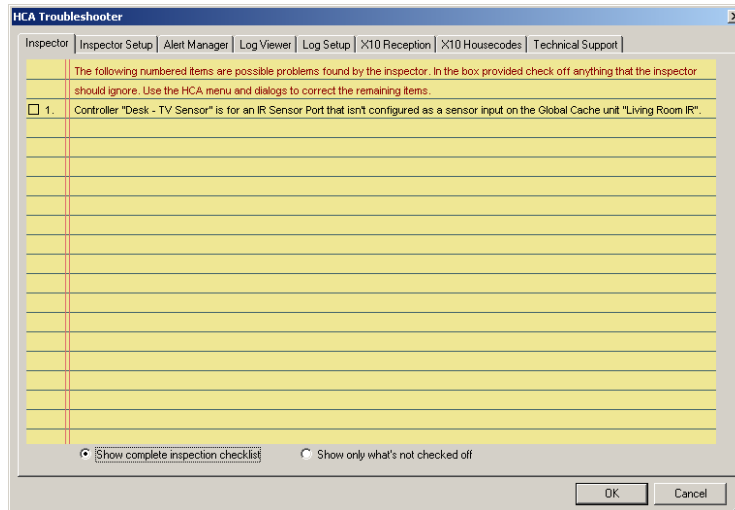 HCA Troubleshooter
Inspector Inspector Setup Alert Manager Log Viewer Log Setup X10 Reception X10 Housecodes Technical Support
The following numbered items are possible problems found by the inspector. In the box provided check off anything that the inspector
should ignore. Use the HCA menu and dialogs to correct the remaining items.
1. Controller "Desk - TV Sensor" is for an IR Sensor Port that isn't configured as a sensor input on the Global Cache unit "Living Room IR".
Show complete inspection checklist Show only what's not checked off
OK Cancel